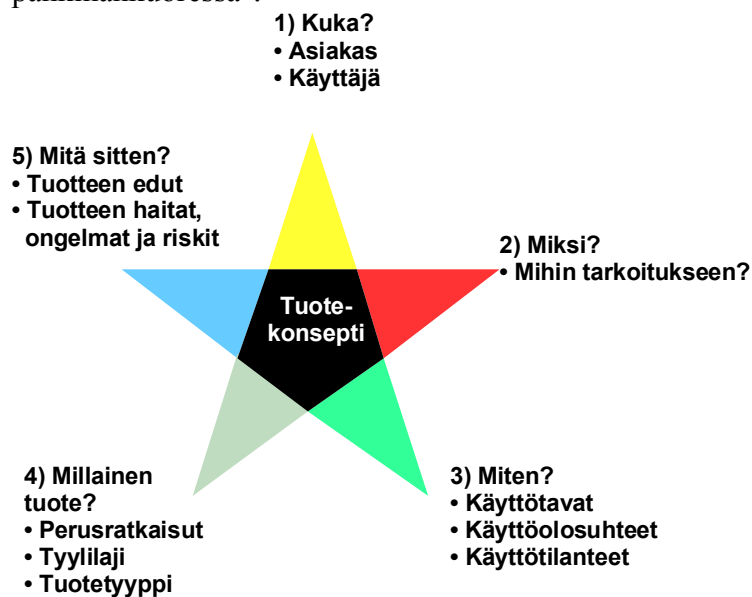 1) Kuka?
• Asiakas
• Käyttäjä
5) Mitä sitten?
• Tuotteen edut
• Tuotteen haitat,
ongelmat ja riskit
2) Miksi?
• Mihin tarkoitukseen?
Tuote-
konsepti
4) Millainen
tuote?
• Perusratkaisut
• Tyylilaji
• Tuotetyyppi
3) Miten?
• Käyttötavat
• Käyttöolosuhteet
• Käyttötilanteet